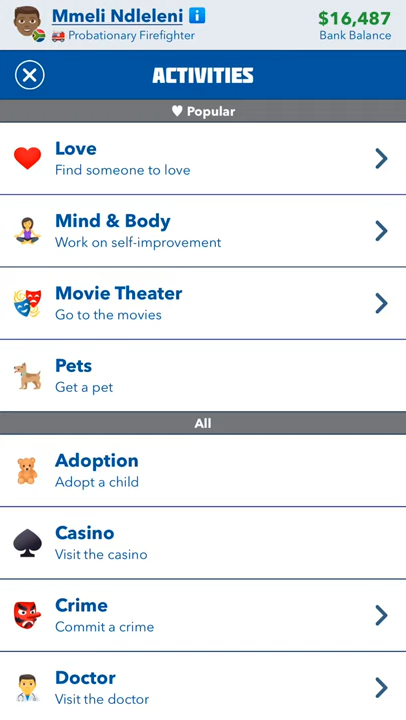 Mmeli Ndleleni
$16,487
Probationary Firefighter
Bank Balance
ACTIVITIES
Popular
Love
Find someone to love
Mind & Body
Work on self-improvement
Movie Theater
Go to the movies
Pets
Get a pet
All
Adoption
Adopt a child
Casino
Visit the casino
Crime
Commit a crime
Doctor
Visit the doctor